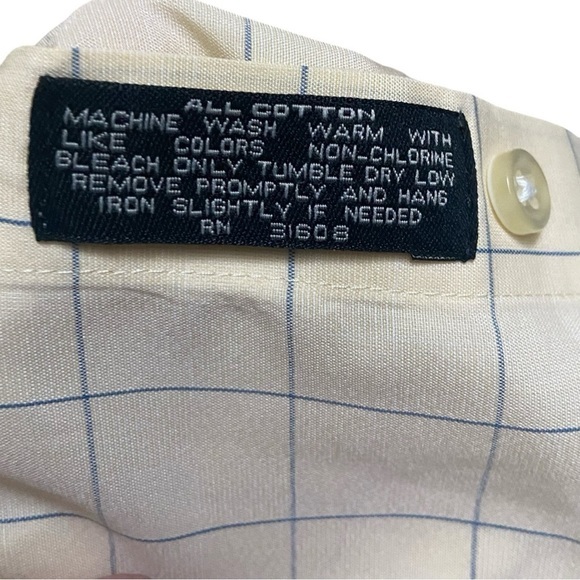 ALL COTTON
MACHINE WASH WARM WITH
LIKE COLORS NON-CHLORINE
BLEACH ONLY TUMBLE DRY LOW
REMOVE PROMPTLY AND HANG
IRON SLIGHTLY IF NEEDED
RN 31608